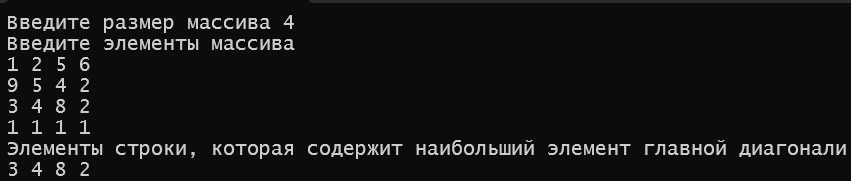 Введите размер массива 4
Введите элементы массива
1 2 5 6
9 5 4 2
3 4 8 2
1 1 1 1
Элементы строки, которая содержит наибольший элемент главной диагонали
3 4 8 2